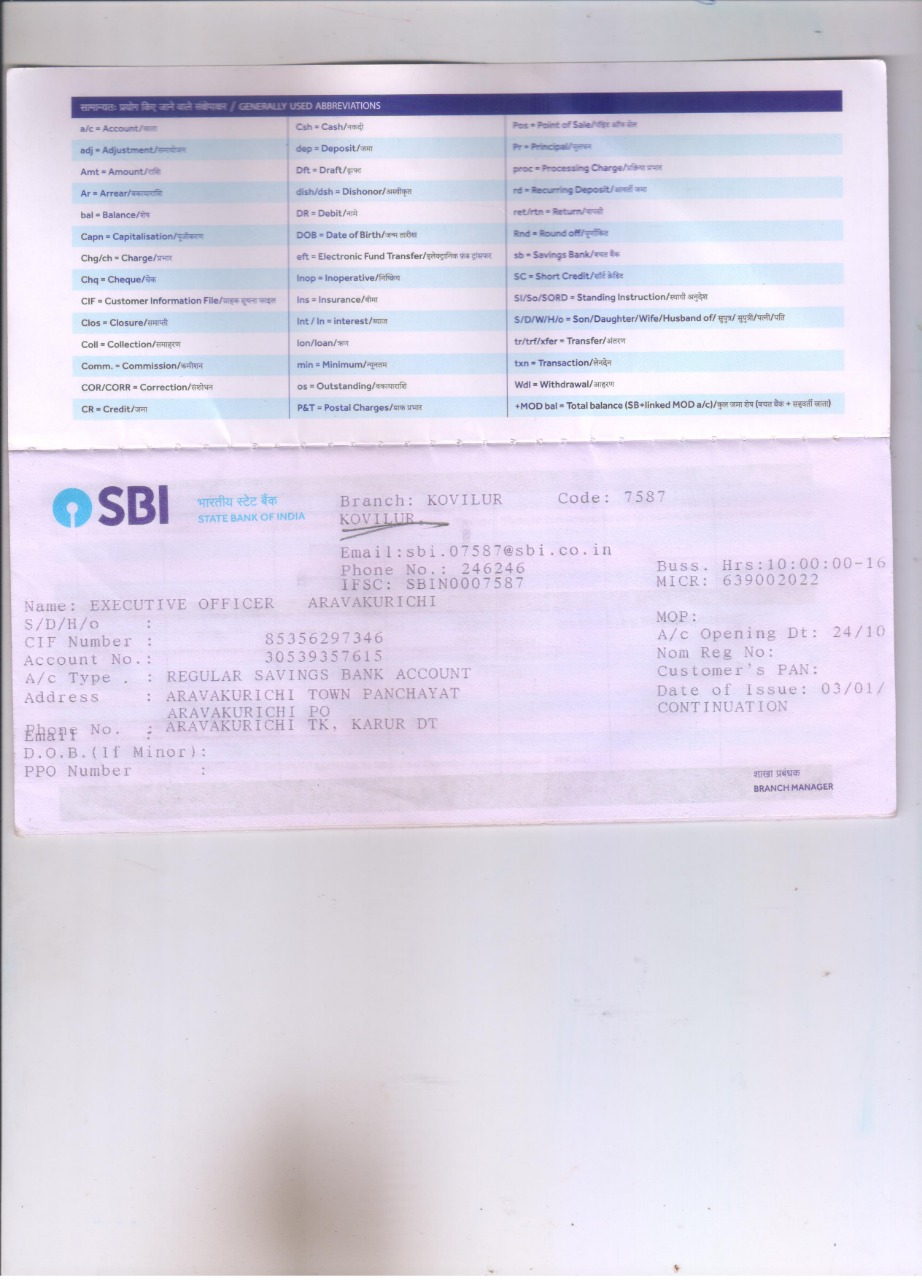 सामान्यतः प्रयोग किए जाने वाले संक्षेपाक्षर / GENERALLY USED ABBREVIATIONS
a/c = Account/खाता
adj = Adjustment/समायोजन
Amt = Amount/राशि
Ar = Arrear/बकायाराशि
bal = Balance/शेष
Capn = Capitalisation/पूंजीकरण
Chg/ch = Charge/प्रभार
Chq = Cheque/चेक
CIF = Customer Information File/ग्राहक सूचना फाइल
Clos = Closure/समाप्ती
Coll = Collection/समाहरण
Comm. = Commission/कमीशन
COR/CORR = Correction/संशोधन
CR = Credit/जमा
Csh = Cash/नकदी
dep = Deposit/जमा
Dft = Draft/ड्राफ्ट
dish/dsh = Dishonor/अस्वीकृत
DR = Debit/नामे
DOB = Date of Birth/जन्म तारीख
eft = Electronic Fund Transfer/इलेक्ट्रानिक फंड ट्रांसफर
Inop = Inoperative/निष्क्रिय
Ins = Insurance/बीमा
Int / In = interest/ब्याज
lon/loan/ऋण
min = Minimum/न्यूनतम
os = Outstanding/बकायाराशि
P&T = Postal Charges/डाक प्रभार
Pos = Point of Sale/पॉइंट ऑफ सेल
Pr = Principal/मूलधन
proc = Processing Charge/प्रक्रिया प्रभार
rd = Recurring Deposit/आवर्ती जमा
ret/rtn = Return/वापसी
Rnd = Round off/पूर्णांकित
sb = Savings Bank/बचत बैंक
SC = Short Credit/शॉर्ट क्रेडिट
SI/So/SORD = Standing Instruction/स्थायी अनुदेश
S/D/W/H/o = Son/Daughter/Wife/Husband of/ सुपुत्र/ सुपुत्री/पत्नी/पति
tr/trf/xfer = Transfer/अंतरण
txn = Transaction/लेनदेन
Wdl = Withdrawal/आहरण
+MOD bal = Total balance (SB+linked MOD a/c)/कुल जमा शेष (बचत बैंक + सहवर्ती खाता)
SBI
भारतीय स्टेट बैंक
STATE BANK OF INDIA
Branch: KOVILUR Code: 7587
KOVILUR.
Email:sbi.07587@sbi.co.in
Phone No.: 246246
IFSC: SBIN0007587
Buss. Hrs:10:00:00-16
MICR: 639002022
Name: EXECUTIVE OFFICER ARAVAKURICHI
S/D/H/o :
CIF Number : 85356297346
Account No.: 30539357615
A/c Type . : REGULAR SAVINGS BANK ACCOUNT
Address : ARAVAKURICHI TOWN PANCHAYAT
ARAVAKURICHI PO
Phone No. : ARAVAKURICHI TK, KARUR DT
Email :
D.O.B.(If Minor):
PPO Number :
MOP:
A/c Opening Dt: 24/10
Nom Reg No:
Customer's PAN:
Date of Issue: 03/01/
CONTINUATION
शाखा प्रबंधक
BRANCH MANAGER